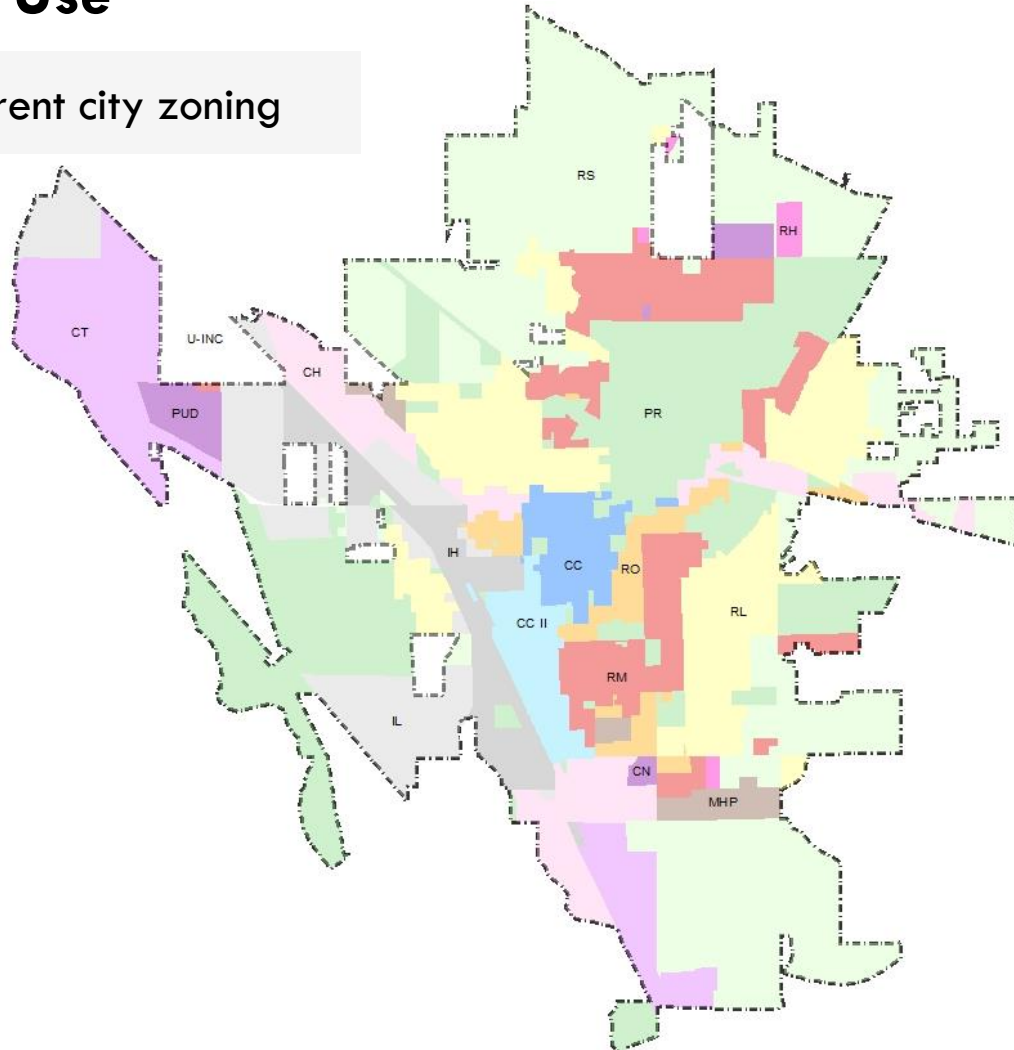 Use
rent city zoning
RS
RH
CT
U-INC
CH
PUD
PR
IH
CC
RO
CC II
RL
RM
IL
CN
MHP